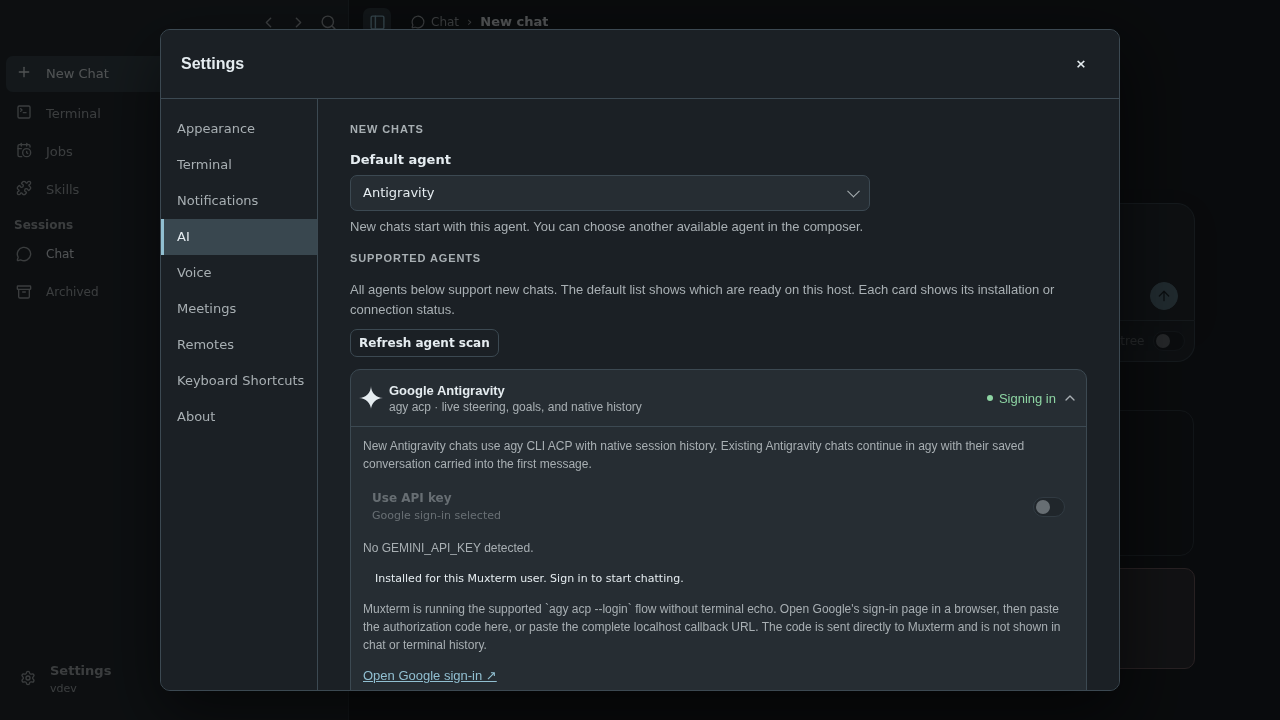 Chat › New chat
New Chat
Terminal
Jobs
Skills
Sessions
Chat
Archived
Settings
vdev
Settings
×
Appearance
Terminal
Notifications
AI
Voice
Meetings
Remotes
Keyboard Shortcuts
About
NEW CHATS
Default agent
Antigravity
New chats start with this agent. You can choose another available agent in the composer.
SUPPORTED AGENTS
All agents below support new chats. The default list shows which are ready on this host. Each card shows its installation or
connection status.
Refresh agent scan
Google Antigravity
agy acp · live steering, goals, and native history
Signing in
New Antigravity chats use agy CLI ACP with native session history. Existing Antigravity chats continue in agy with their saved
conversation carried into the first message.
Use API key
Google sign-in selected
No GEMINI_API_KEY detected.
Installed for this Muxterm user. Sign in to start chatting.
Muxterm is running the supported `agy acp --login` flow without terminal echo. Open Google's sign-in page in a browser, then paste
the authorization code here, or paste the complete localhost callback URL. The code is sent directly to Muxterm and is not shown in
chat or terminal history.
Open Google sign-in ↗
tree